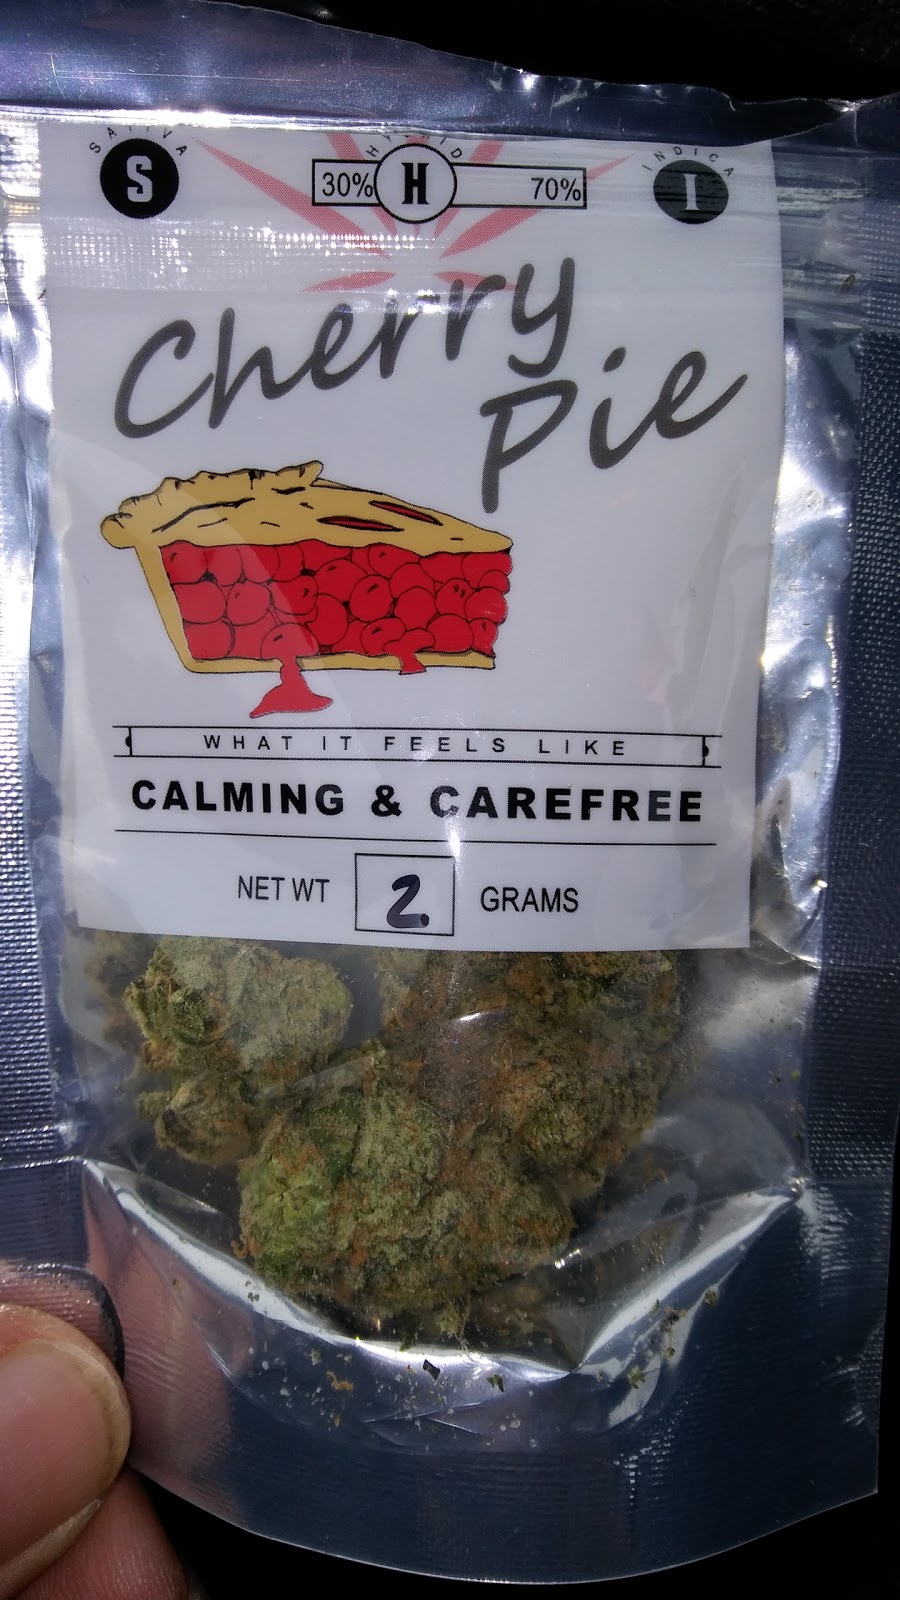 SATIVA HYBRID INDICA
S 30% H 70% I
Cherry
Pie
WHAT IT FEELS LIKE
CALMING & CAREFREE
NET WT 2 GRAMS